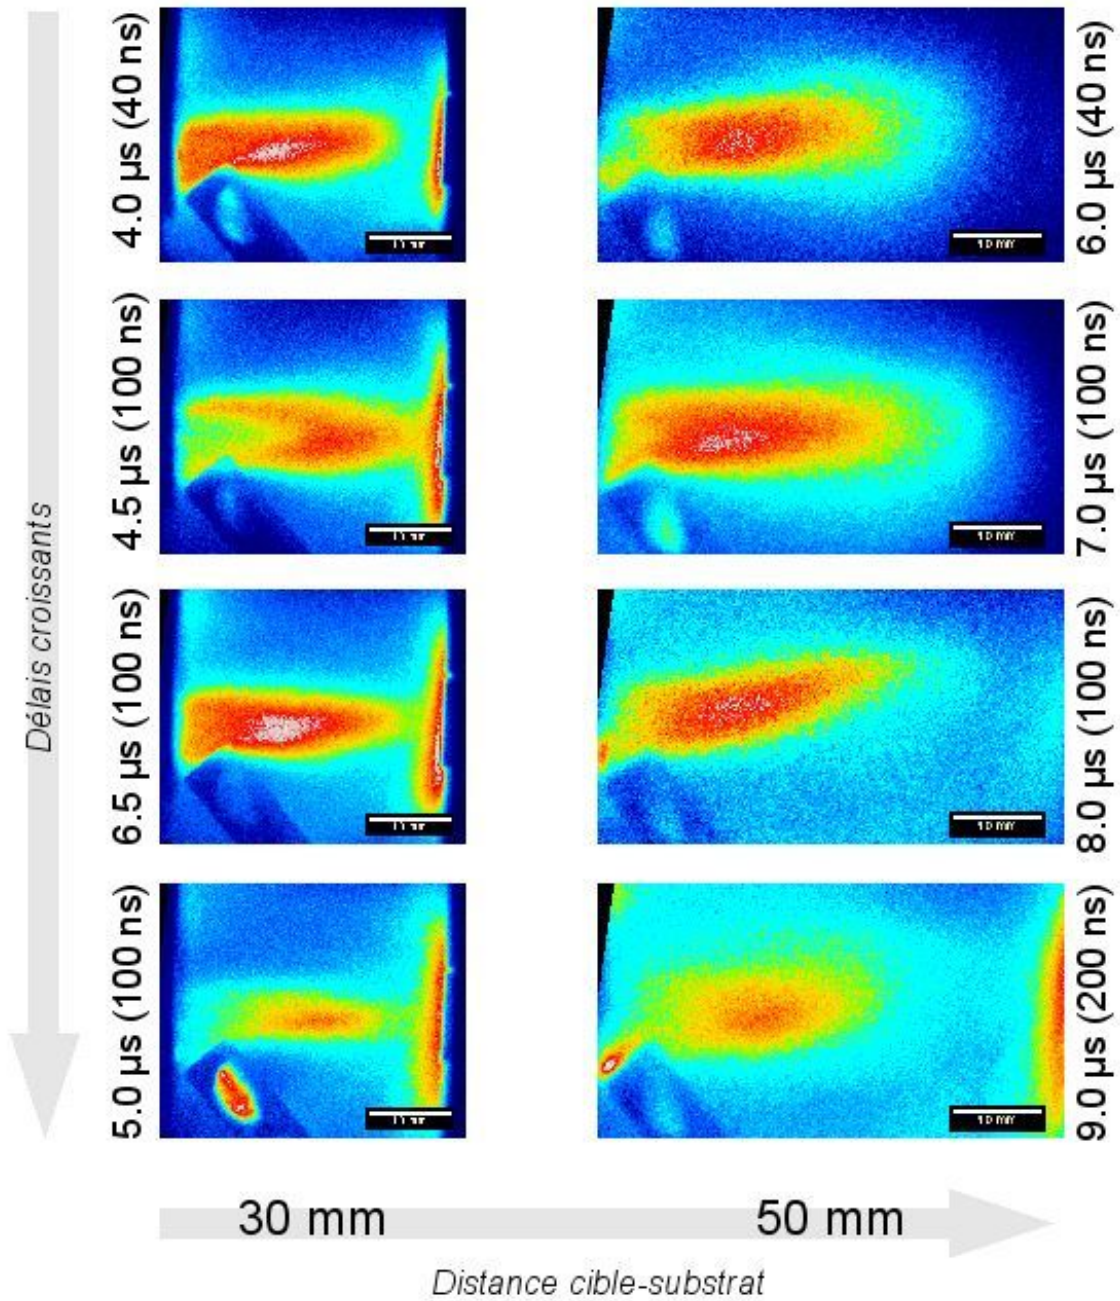 4.0 µs (40 ns)
6.0 µs (40 ns)
4.5 µs (100 ns)
7.0 µs (100 ns)
6.5 µs (100 ns)
8.0 µs (100 ns)
5.0 µs (100 ns)
9.0 µs (200 ns)
Délais croissants
30 mm
50 mm
Distance cible-substrat